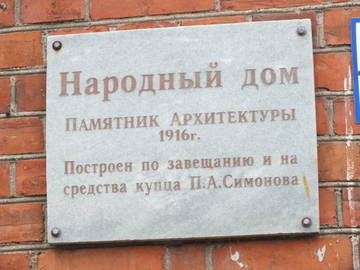 Народный дом
Памятник Архитектуры
1916г.
Построен по завещанию и на
средства купца П.А.Симонова